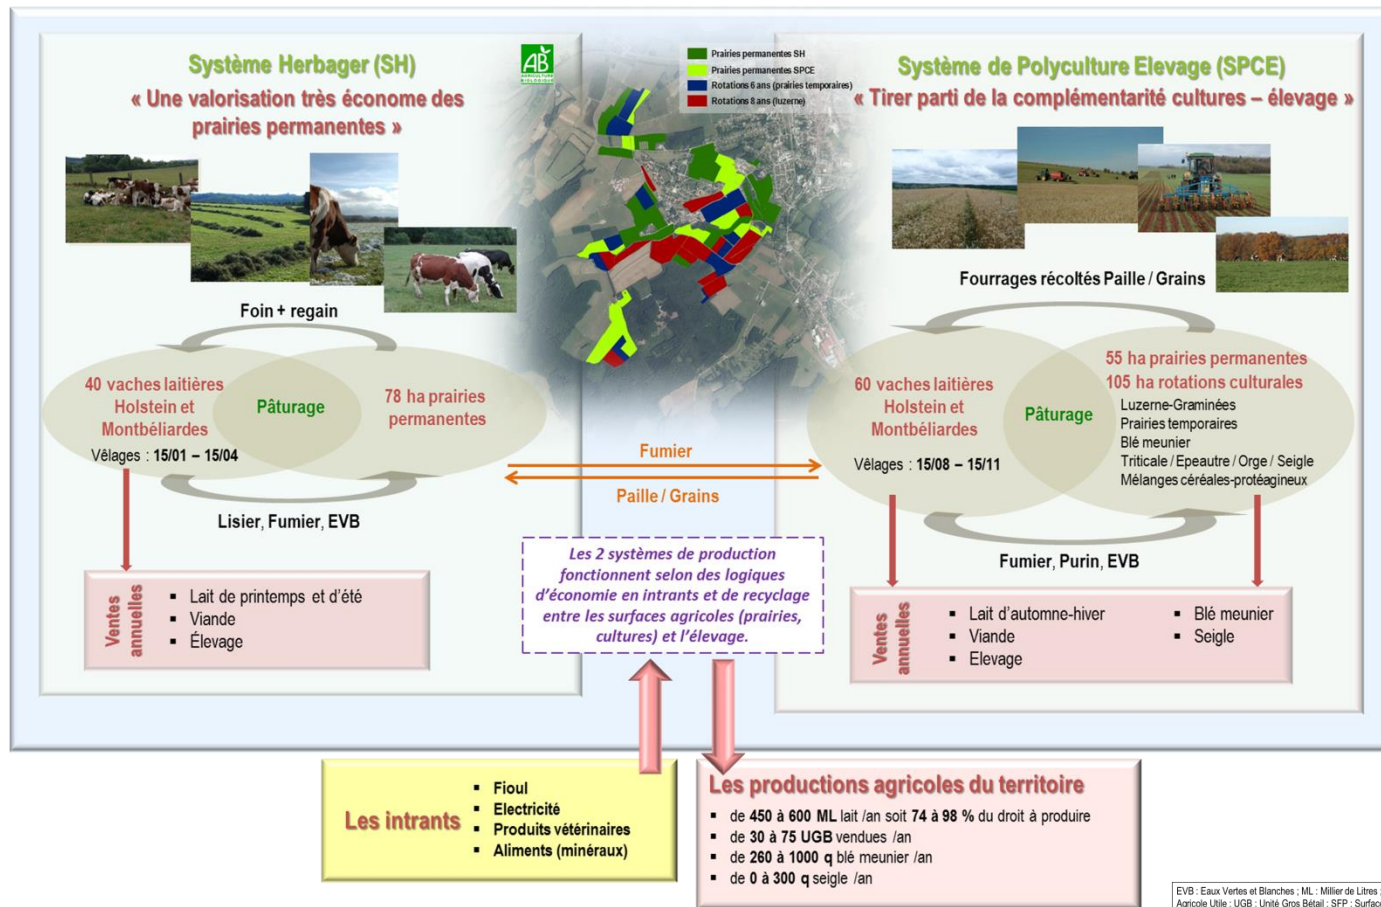 Système Herbager (SH)
« Une valorisation très économe des
prairies permanentes »
AB
AGRICULTURE
BIOLOGIQUE
Prairies permanentes SH
Prairies permanentes SPCE
Rotations 6 ans (prairies temporaires)
Rotations 8 ans (luzerne)
Système de Polyculture Elevage (SPCE)
« Tirer parti de la complémentarité cultures – élevage »
Foin + regain
40 vaches laitières
Holstein et
Montbéliardes
Vêlages : 15/01 – 15/04
Pâturage
78 ha prairies
permanentes
Lisier, Fumier, EVB
Ventes
annuelles
▪ Lait de printemps et d'été
▪ Viande
▪ Élevage
Fumier
Paille / Grains
Les 2 systèmes de production
fonctionnent selon des logiques
d'économie en intrants et de recyclage
entre les surfaces agricoles (prairies,
cultures) et l'élevage.
Fourrages récoltés Paille / Grains
60 vaches laitières
Holstein et
Montbéliardes
Vêlages : 15/08 – 15/11
Pâturage
55 ha prairies permanentes
105 ha rotations culturales
Luzerne-Graminées
Prairies temporaires
Blé meunier
Triticale / Epeautre / Orge / Seigle
Mélanges céréales-protéagineux
Fumier, Purin, EVB
Ventes
annuelles
▪ Lait d'automne-hiver
▪ Viande
▪ Elevage
▪ Blé meunier
▪ Seigle
Les intrants
▪ Fioul
▪ Electricité
▪ Produits vétérinaires
▪ Aliments (minéraux)
Les productions agricoles du territoire
▪ de 450 à 600 ML lait /an soit 74 à 98 % du droit à produire
▪ de 30 à 75 UGB vendues /an
▪ de 260 à 1000 q blé meunier /an
▪ de 0 à 300 q seigle /an
EVB : Eaux Vertes et Blanches ; ML : Millier de Litres ;
Agricole Utile ; UGB : Unité Gros Bétail ; SFP : Surface